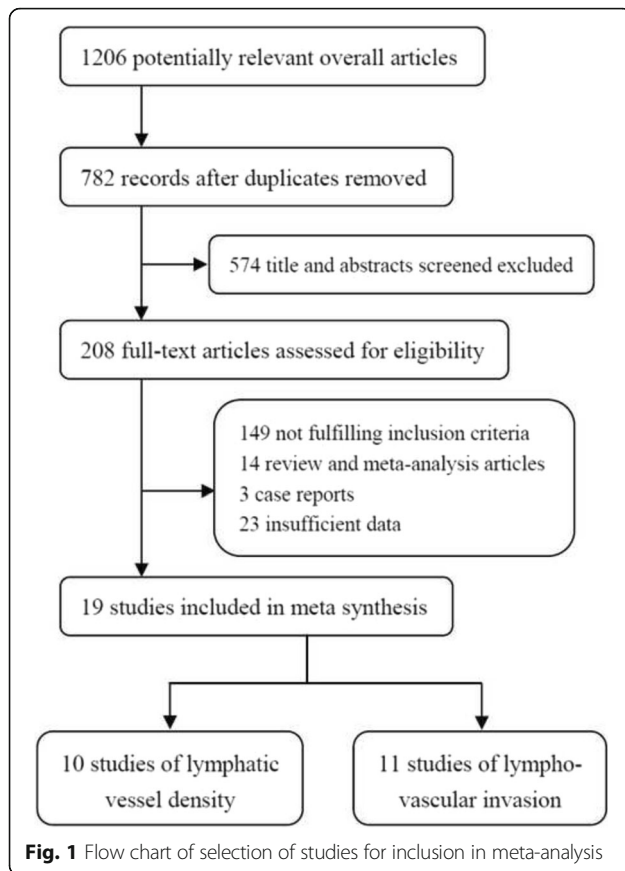 1206 potentially relevant overall articles
782 records after duplicates removed
574 title and abstracts screened excluded
208 full-text articles assessed for eligibility
149 not fulfilling inclusion criteria
14 review and meta-analysis articles
3 case reports
23 insufficient data
19 studies included in meta synthesis
10 studies of lymphatic
vessel density
11 studies of lympho-
vascular invasion
Fig. 1 Flow chart of selection of studies for inclusion in meta-analysis